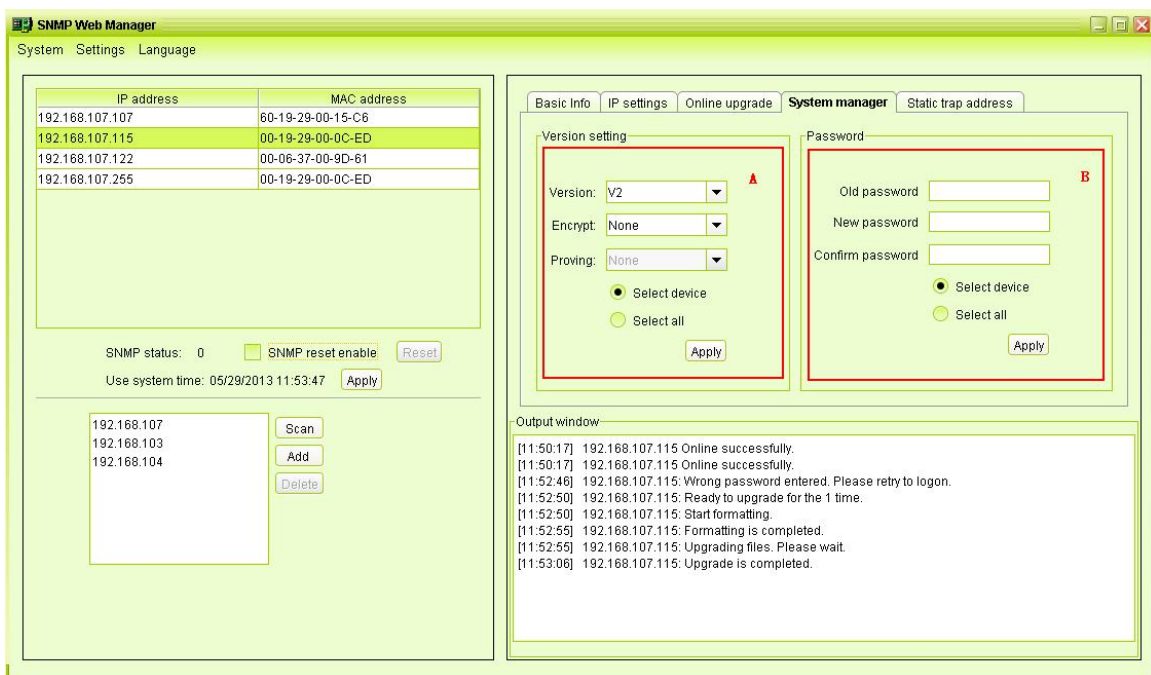 SNMP Web Manager
System Settings Language
IP address MAC address
192.168.107.107 60-19-29-00-15-C6
192.168.107.115 00-19-29-00-0C-ED
192.168.107.122 00-06-37-00-9D-61
192.168.107.255 00-19-29-00-0C-ED
SNMP status: 0 SNMP reset enable Reset
Use system time: 05/29/2013 11:53:47 Apply
192.168.107
192.168.103
192.168.104
Scan
Add
Delete
Basic Info IP settings Online upgrade System manager Static trap address
Version setting
A
Version: V2
Encrypt: None
Proving: None
Select device
Select all
Apply
Password
B
Old password
New password
Confirm password
Select device
Select all
Apply
Output window
[11:50:17] 192.168.107.115 Online successfully.
[11:50:17] 192.168.107.115 Online successfully.
[11:52:46] 192.168.107.115: Wrong password entered. Please retry to logon.
[11:52:50] 192.168.107.115: Ready to upgrade for the 1 time.
[11:52:50] 192.168.107.115: Start formatting.
[11:52:55] 192.168.107.115: Formatting is completed.
[11:52:55] 192.168.107.115: Upgrading files. Please wait.
[11:53:06] 192.168.107.115: Upgrade is completed.